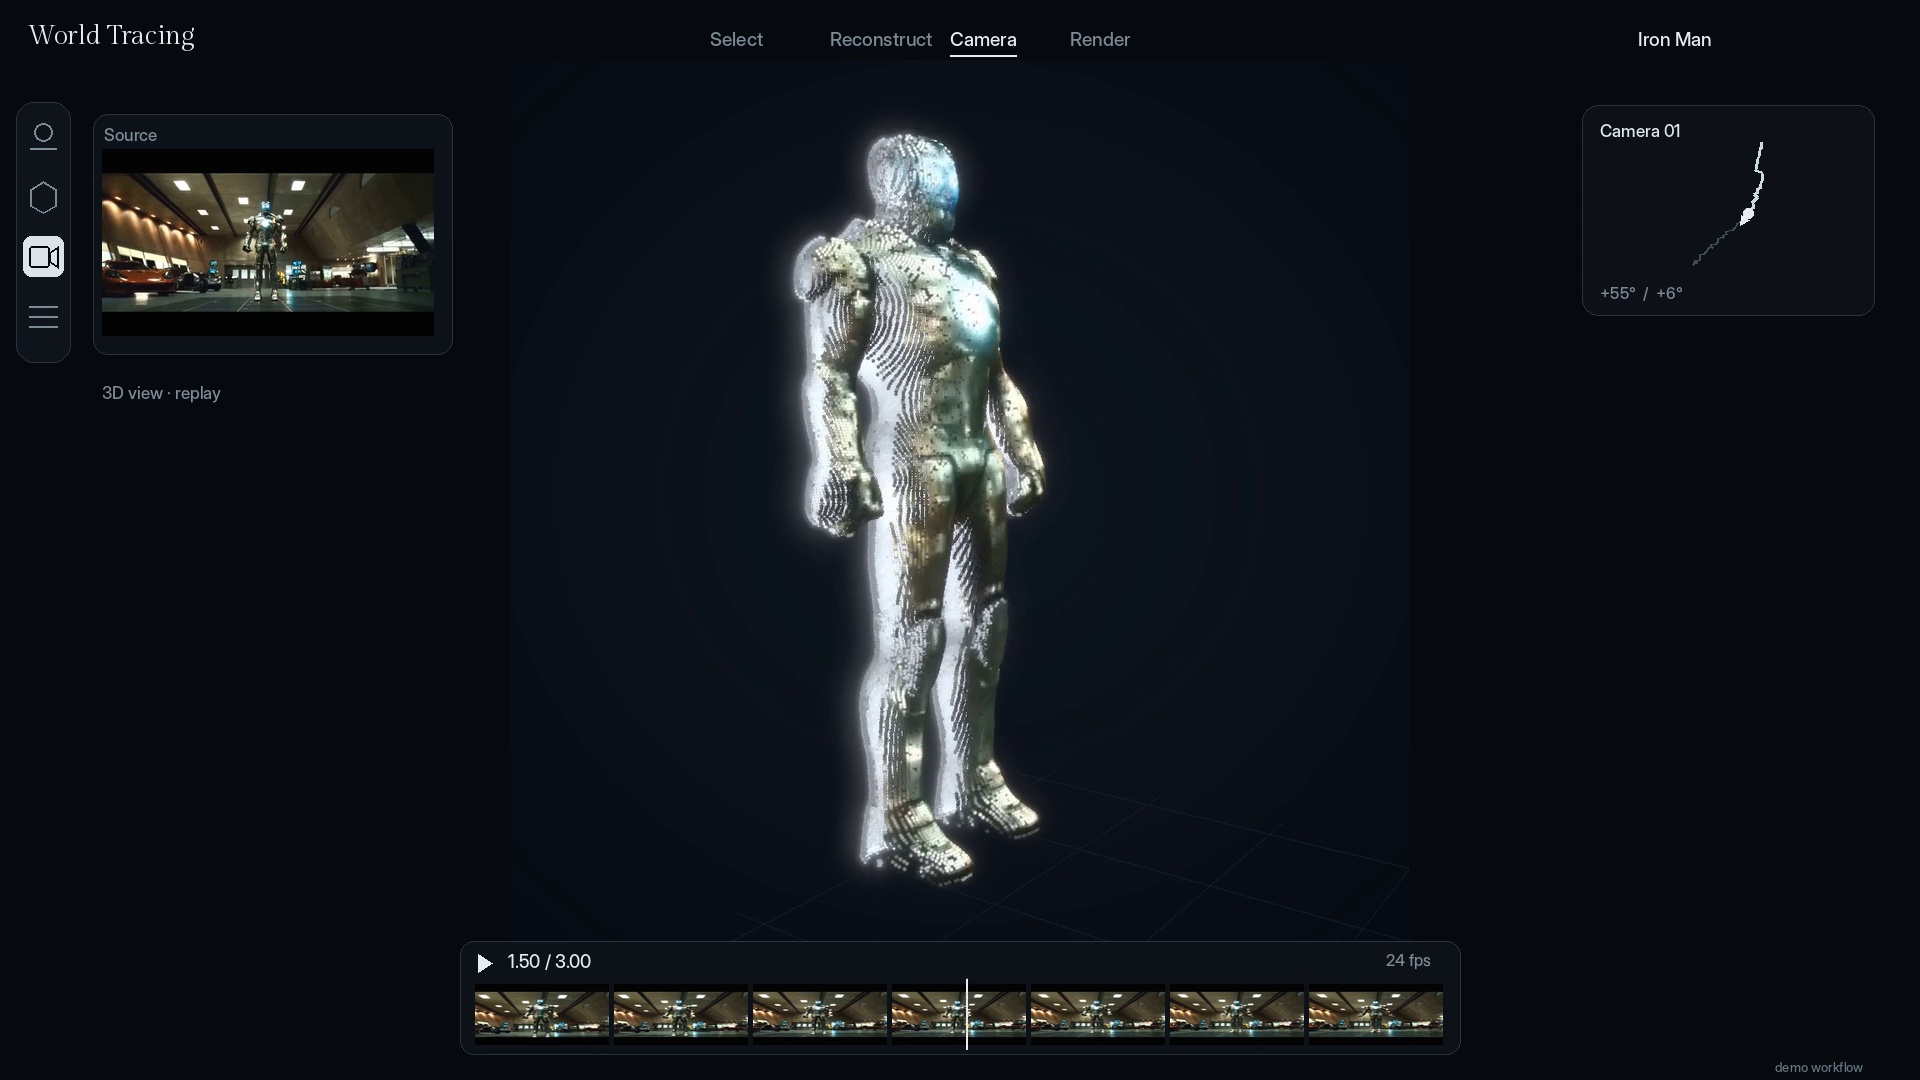 World Tracing
Select
Reconstruct
Camera
Render
Iron Man
Source
Camera 01
+55° / +6°
3D view · replay
1.50 / 3.00
24 fps
demo workflow